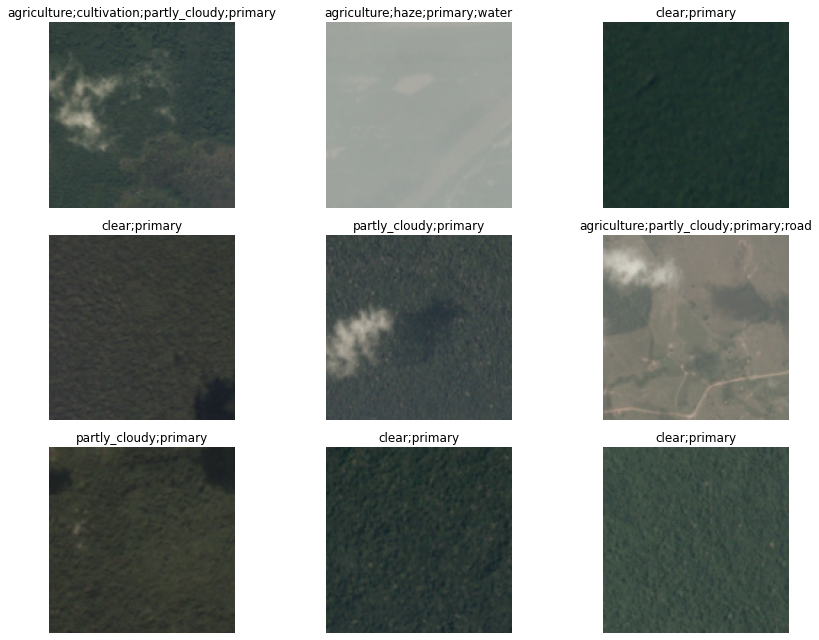 agriculture;cultivation;partly_cloudy;primary
agriculture;haze;primary;water
clear;primary
clear;primary
partly_cloudy;primary
agriculture;partly_cloudy;primary;road
partly_cloudy;primary
clear;primary
clear;primary